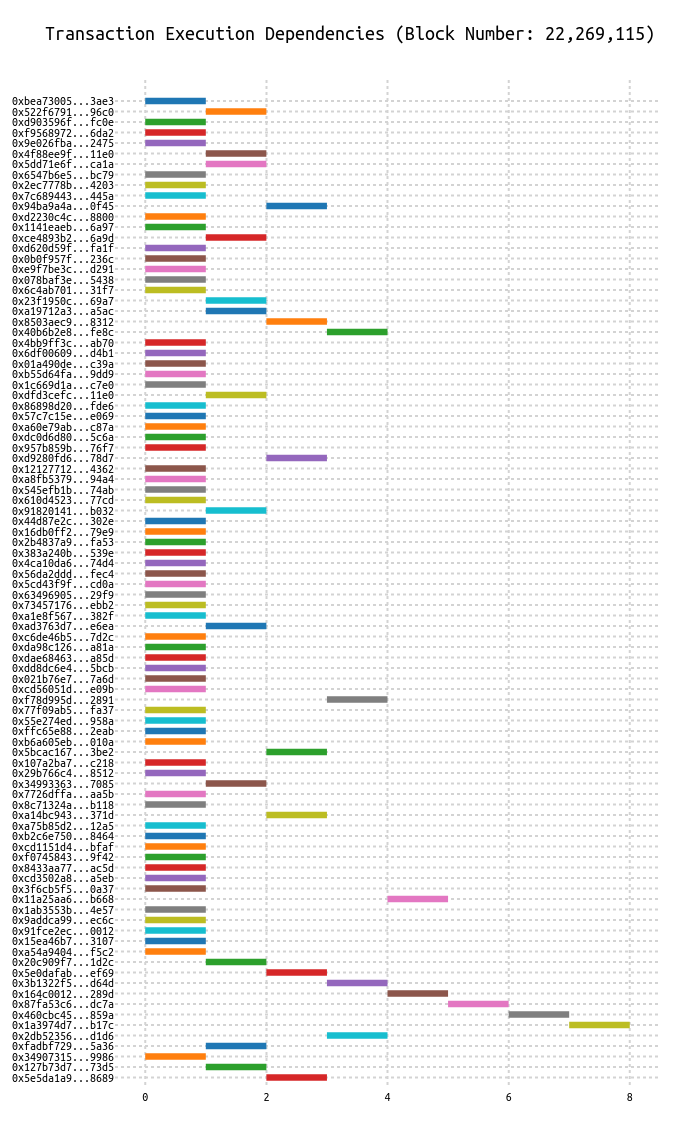 Transaction Execution Dependencies (Block Number: 22,269,115)
0xbea73005...3ae3
0x522f6791...96c0
0xd903596f...fc0e
0xf9568972...6da2
0x9e026fba...2475
0x4f88ee9f...11e0
0x5dd71e6f...ca1a
0x6547b6e5...bc79
0x2ec7778b...4203
0x7c689443...445a
0x94ba9a4a...0f45
0xd2230c4c...8800
0x1141eaeb...6a97
0xce4893b2...6a9d
0xd620d59f...fa1f
0x0b0f957f...236c
0xe9f7be3c...d291
0x078baf3e...5438
0x6c4ab701...31f7
0x23f1950c...69a7
0xa19712a3...a5ac
0x8503aec9...8312
0x40b6b2e8...fe8c
0x4bb9ff3c...ab70
0x6df00609...d4b1
0x01a490de...c39a
0xb55d64fa...9dd9
0x1c669d1a...c7e0
0xdfd3cefc...11e0
0x86898d20...fde6
0x57c7c15e...e069
0xa60e79ab...c87a
0xdc0d6d80...5c6a
0x957b859b...76f7
0xd9280fd6...78d7
0x12127712...4362
0xa8fb5379...94a4
0x545efb1b...74ab
0x610d4523...77cd
0x91820141...b032
0x44d87e2c...302e
0x16db0ff2...79e9
0x2b4837a9...fa53
0x383a240b...539e
0x4ca10da6...74d4
0x56da2ddd...fec4
0x5cd43f9f...cd0a
0x63496905...29f9
0x73457176...ebb2
0xa1e8f567...382f
0xad3763d7...e6ea
0xc6de46b5...7d2c
0xda98c126...a81a
0xdae68463...a85d
0xdd8dc6e4...5bcb
0x021b76e7...7a6d
0xcd56051d...e09b
0xf78d995d...2891
0x77f09ab5...fa37
0x55e274ed...958a
0xffc65e88...2eab
0xb6a605eb...010a
0x5bcac167...3be2
0x107a2ba7...c218
0x29b766c4...8512
0x34993363...7085
0x7726dffa...aa5b
0x8c71324a...b118
0xa14bc943...371d
0xa75b85d2...12a5
0xb2c6e750...8464
0xcd1151d4...bfaf
0xf0745843...9f42
0x8433aa77...ac5d
0xcd3502a8...a5eb
0x3f6cb5f5...0a37
0x11a25aa6...b668
0x1ab3553b...4e57
0x9addca99...ec6c
0x91fce2ec...0012
0x15ea46b7...3107
0xa54a9404...f5c2
0x20c909f7...1d2c
0x5e0dafab...ef69
0x3b1322f5...d64d
0x164c0012...289d
0x87fa53c6...dc7a
0x460cbc45...859a
0x1a3974d7...b17c
0x2db52356...d1d6
0xfadbf729...5a36
0x34907315...9986
0x127b73d7...73d5
0x5e5da1a9...8689
0 2 4 6 8